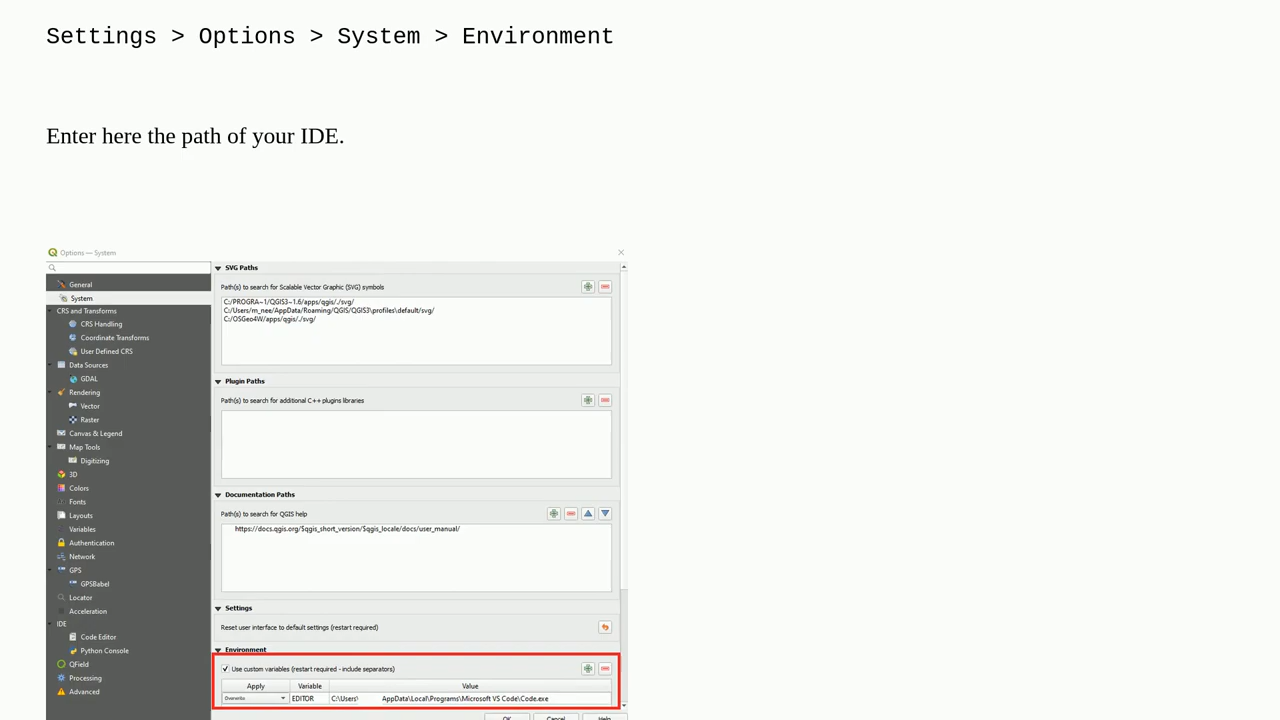 Settings > Options > System > Environment
Enter here the path of your IDE.
Options — System
General
System
CRS and Transforms
CRS Handling
Coordinate Transforms
User Defined CRS
Data Sources
GDAL
Rendering
Vector
Raster
Canvas & Legend
Map Tools
Digitizing
3D
Colors
Fonts
Layouts
Variables
Authentication
Network
GPS
GPSBabel
Locator
Acceleration
IDE
Code Editor
Python Console
QField
Processing
Advanced
SVG Paths
Path(s) to search for Scalable Vector Graphic (SVG) symbols
C:/PROGRA~1/QGIS3~1.6/apps/qgis/./svg/
C:/Users/m_nee/AppData/Roaming/QGIS/QGIS3\profiles\default/svg/
C:/OSGeo4W/apps/qgis/./svg/
Plugin Paths
Path(s) to search for additional C++ plugins libraries
Documentation Paths
Path(s) to search for QGIS help
https://docs.qgis.org/$qgis_short_version/$qgis_locale/docs/user_manual/
Settings
Reset user interface to default settings (restart required)
Environment
Use custom variables (restart required - include separators)
Apply Variable Value
Overwrite EDITOR C:\Users\ AppData\Local\Programs\Microsoft VS Code\Code.exe
OK Cancel Help